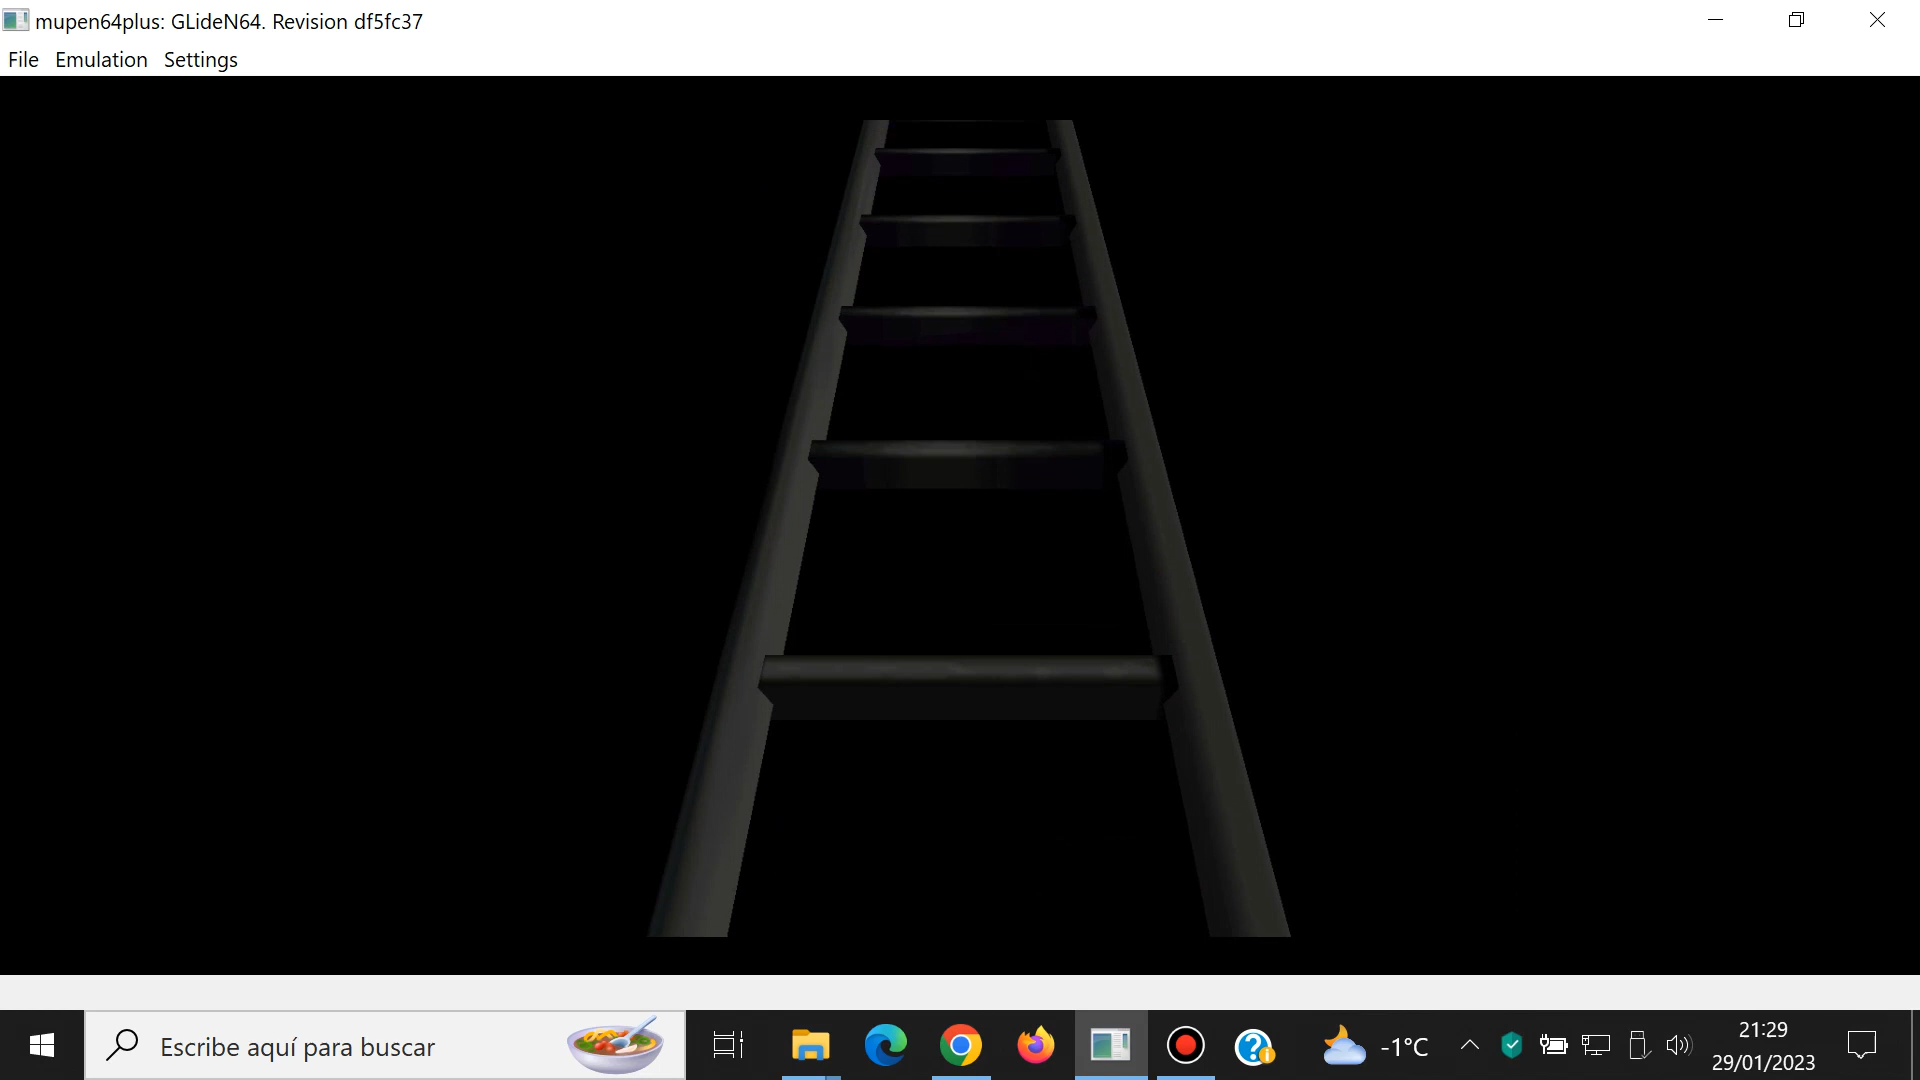 mupen64plus: GLideN64. Revision df5fc37
File Emulation Settings
Escribe aquí para buscar
-1°C
21:29
29/01/2023